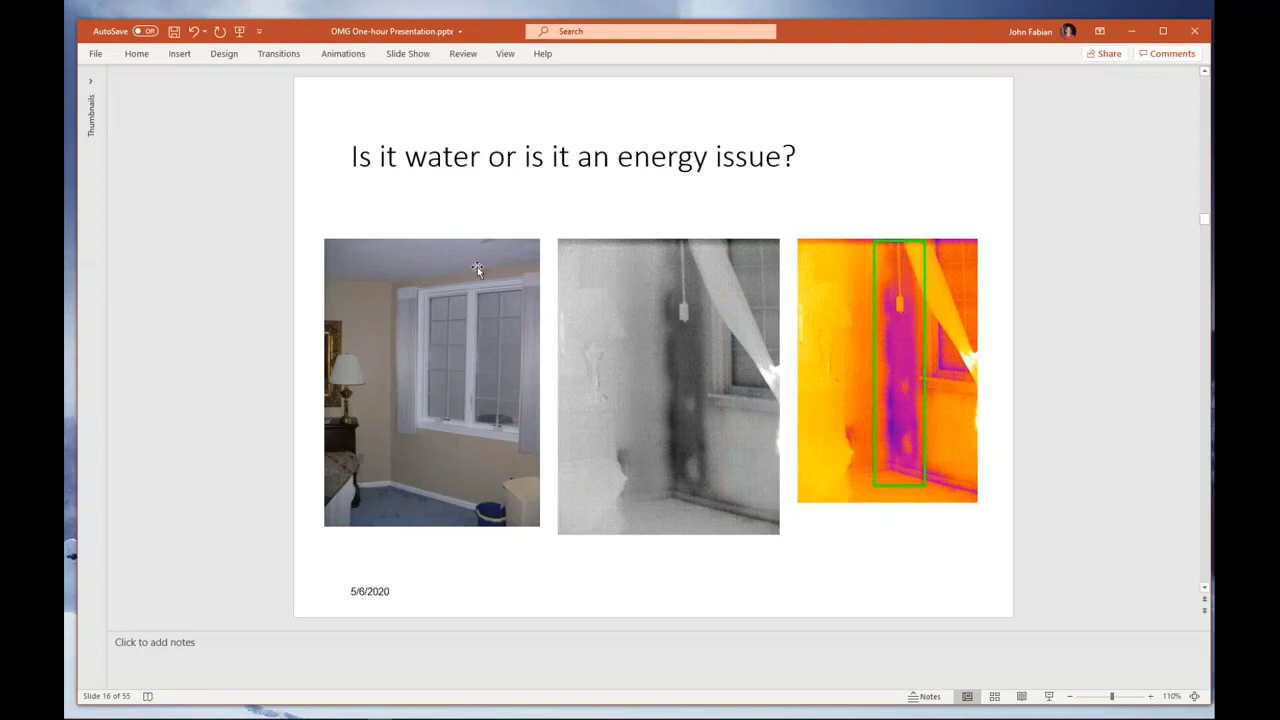 AutoSave Off OMG One-hour Presentation.pptx Search John Fabian
File Home Insert Design Transitions Animations Slide Show Review View Help Share Comments
Thumbnails
Is it water or is it an energy issue?
5/6/2020
Click to add notes
Slide 16 of 55 Notes 110%